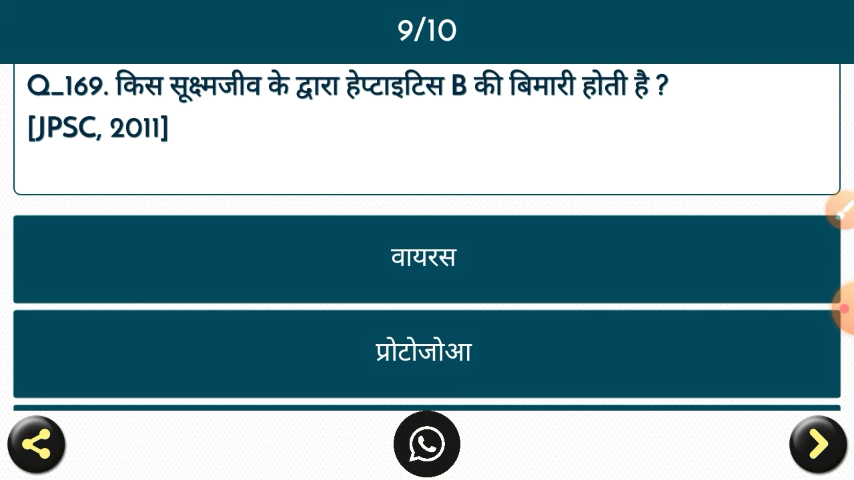 9/10
Q_169. किस सूक्ष्मजीव के द्वारा हेप्टाइटिस B की बिमारी होती है ?
[JPSC, 2011]
वायरस
प्रोटोजोआ